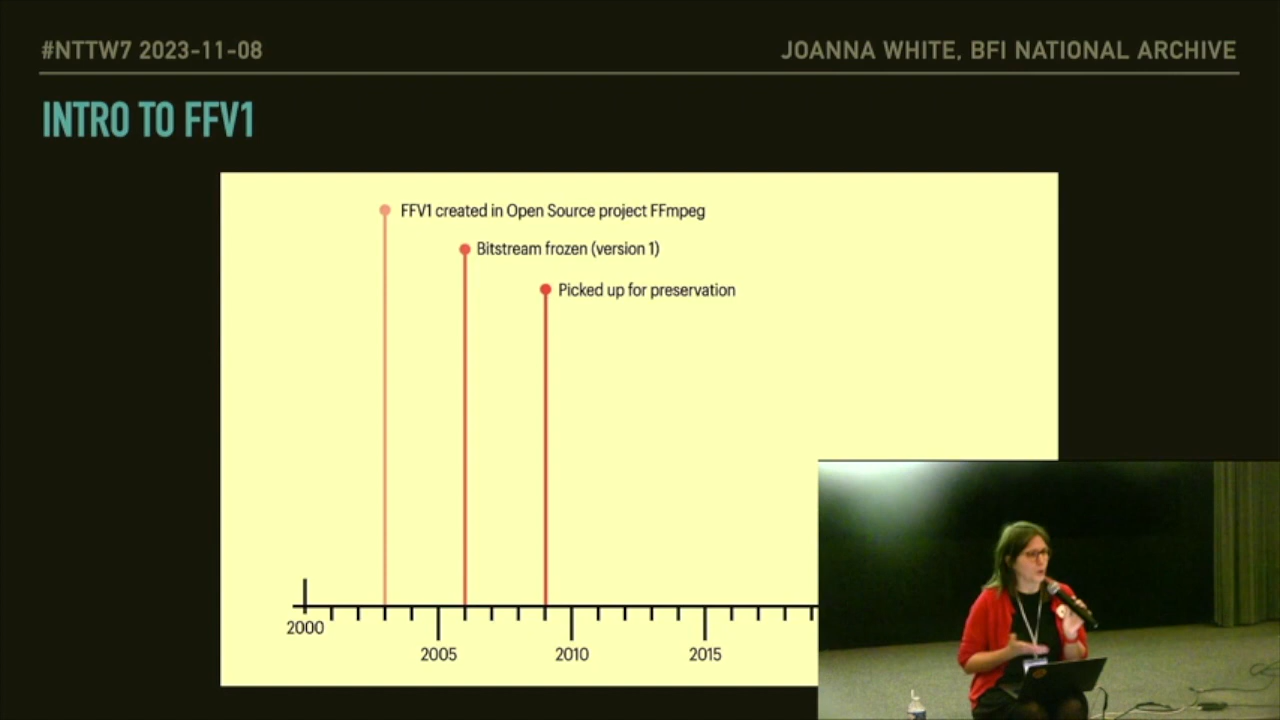 #NTTW7 2023-11-08
JOANNA WHITE, BFI NATIONAL ARCHIVE
INTRO TO FFV1
FFV1 created in Open Source project FFmpeg
Bitstream frozen (version 1)
Picked up for preservation
2000
2005
2010
2015